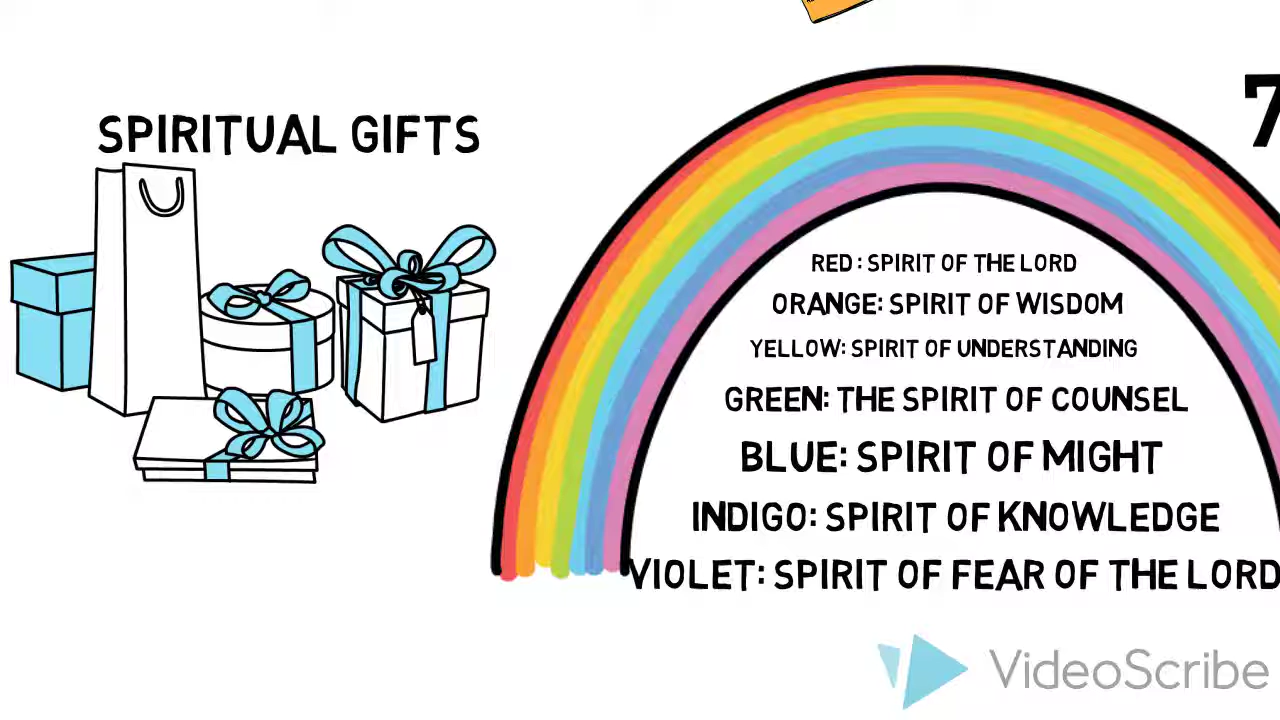 SPIRITUAL GIFTS
7
RED: SPIRIT OF THE LORD
ORANGE: SPIRIT OF WISDOM
YELLOW: SPIRIT OF UNDERSTANDING
GREEN: THE SPIRIT OF COUNSEL
BLUE: SPIRIT OF MIGHT
INDIGO: SPIRIT OF KNOWLEDGE
VIOLET: SPIRIT OF FEAR OF THE LORD
VideoScribe